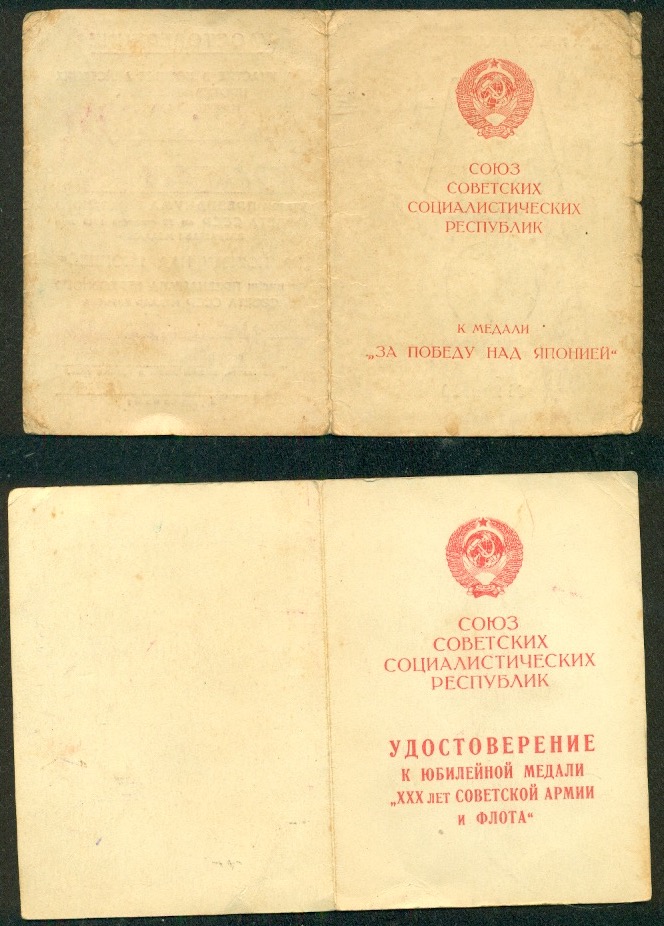 СОЮЗ
СОВЕТСКИХ
СОЦИАЛИСТИЧЕСКИХ
РЕСПУБЛИК
К МЕДАЛИ
„ЗА ПОБЕДУ НАД ЯПОНИЕЙ“
СОЮЗ
СОВЕТСКИХ
СОЦИАЛИСТИЧЕСКИХ
РЕСПУБЛИК
УДОСТОВЕРЕНИЕ
К ЮБИЛЕЙНОЙ МЕДАЛИ
„XXX ЛЕТ СОВЕТСКОЙ АРМИИ
И ФЛОТА“